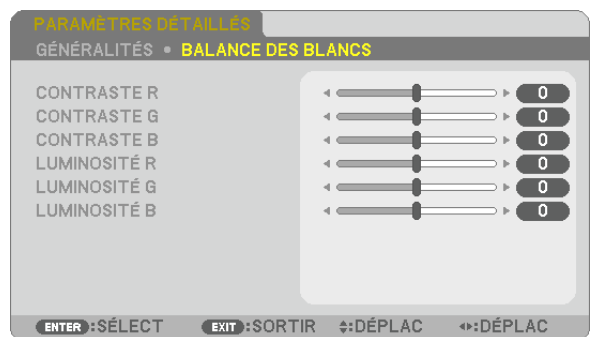 PARAMÈTRES DÉTAILLÉS
GÉNÉRALITÉS • BALANCE DES BLANCS
CONTRASTE R 0
CONTRASTE G 0
CONTRASTE B 0
LUMINOSITÉ R 0
LUMINOSITÉ G 0
LUMINOSITÉ B 0
ENTER:SÉLECT EXIT:SORTIR :DÉPLAC :DÉPLAC